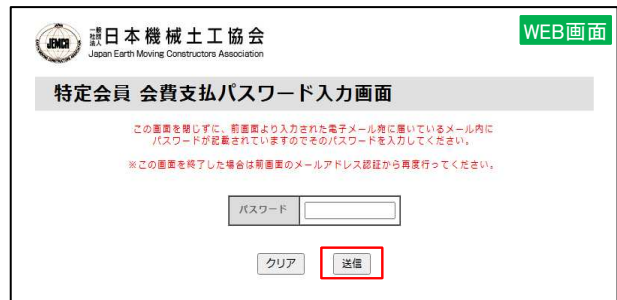 一般社団法人 日本機械土工協会
Japan Earth Moving Constructors Association
JEMCA
WEB画面
特定会員 会費支払パスワード入力画面
この画面を閉じずに、前画面より入力された電子メール宛に届いているメール内に
パスワードが記載されていますのでそのパスワードを入力してください。
※この画面を終了した場合は前画面のメールアドレス認証から再度行ってください。
パスワード
クリア 送信